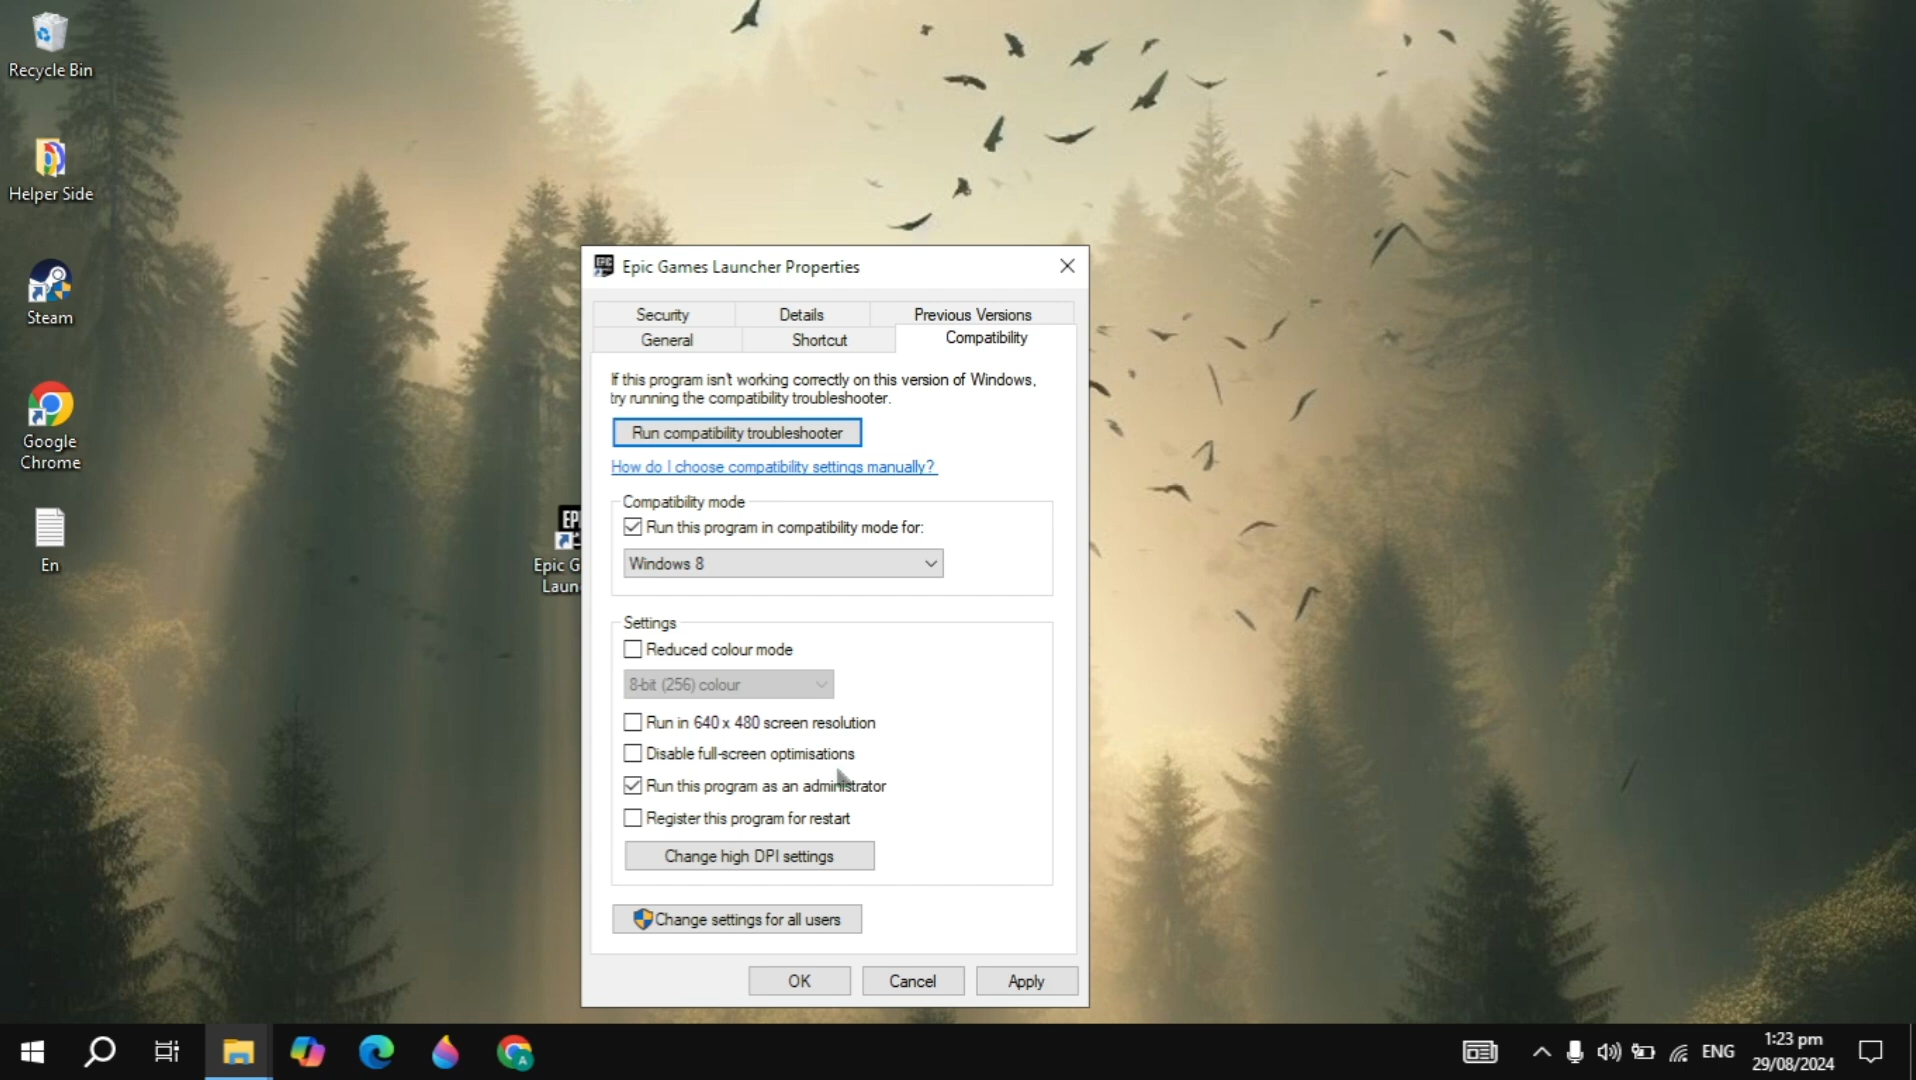 Recycle Bin
Helper Side
Steam
Google
Chrome
En
EPI
Epic G
Laun
EPIC
Epic Games Launcher Properties
Security
Details
Previous Versions
General
Shortcut
Compatibility
If this program isn't working correctly on this version of Windows,
try running the compatibility troubleshooter.
Run compatibility troubleshooter
How do I choose compatibility settings manually?
Compatibility mode
Run this program in compatibility mode for:
Windows 8
Settings
Reduced colour mode
8-bit (256) colour
Run in 640 x 480 screen resolution
Disable full-screen optimisations
Run this program as an administrator
Register this program for restart
Change high DPI settings
Change settings for all users
OK
Cancel
Apply
A
ENG
1:23 pm
29/08/2024